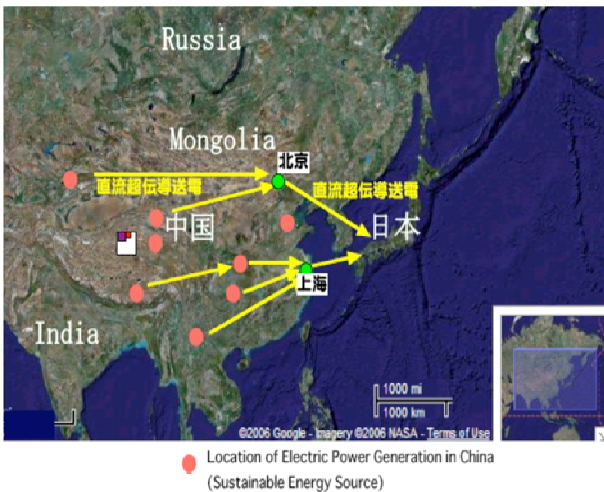 Russia
Mongolia
北京
直流超伝導送電
直流超伝導送電
中国
日本
上海
India
1000 mi
1000 km
©2006 Google - Imagery ©2006 NASA - Terms of Use
Location of Electric Power Generation in China
(Sustainable Energy Source)